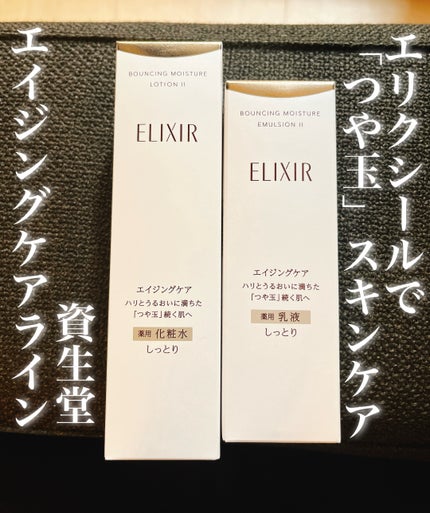 エリクシールで
「つや玉」スキンケア
BOUNCING MOISTURE
LOTION II
ELIXIR
エイジングケア
ハリとうるおいに満ちた
「つや玉」続く肌へ
薬用 化粧水
しっとり
BOUNCING MOISTURE
EMULSION II
ELIXIR
エイジングケア
ハリとうるおいに満ちた
「つや玉」続く肌へ
薬用 乳液
しっとり
資生堂
エイジングケアライン